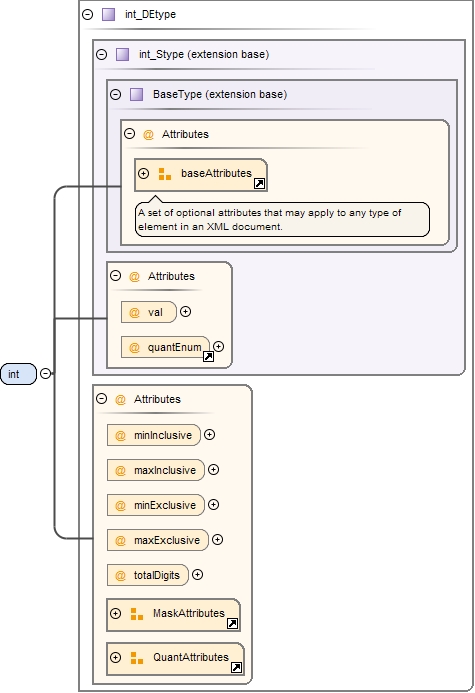 int_DEtype
int_Stype (extension base)
BaseType (extension base)
@ Attributes
baseAttributes
A set of optional attributes that may apply to any type of
element in an XML document.
@ Attributes
@ val
@ quantEnum
int
@ Attributes
@ minInclusive
@ maxInclusive
@ minExclusive
@ maxExclusive
@ totalDigits
MaskAttributes
QuantAttributes